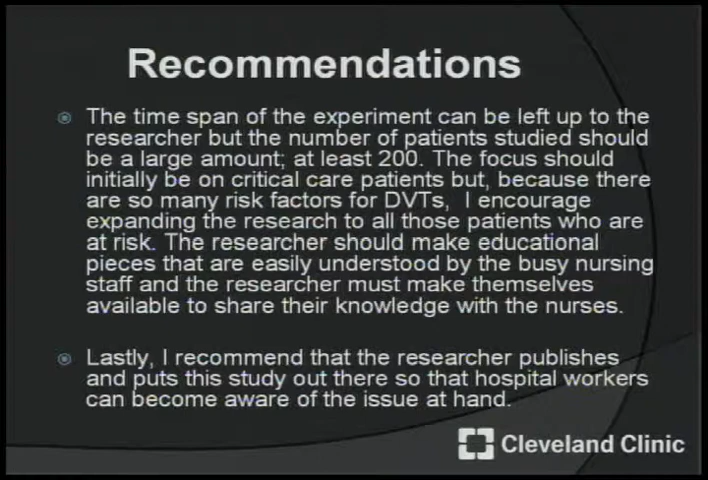 Recommendations
The time span of the experiment can be left up to the
researcher but the number of patients studied should
be a large amount; at least 200. The focus should
initially be on critical care patients but, because there
are so many risk factors for DVTs, I encourage
expanding the research to all those patients who are
at risk. The researcher should make educational
pieces that are easily understood by the busy nursing
staff and the researcher must make themselves
available to share their knowledge with the nurses.
Lastly, I recommend that the researcher publishes
and puts this study out there so that hospital workers
can become aware of the issue at hand.
Cleveland Clinic